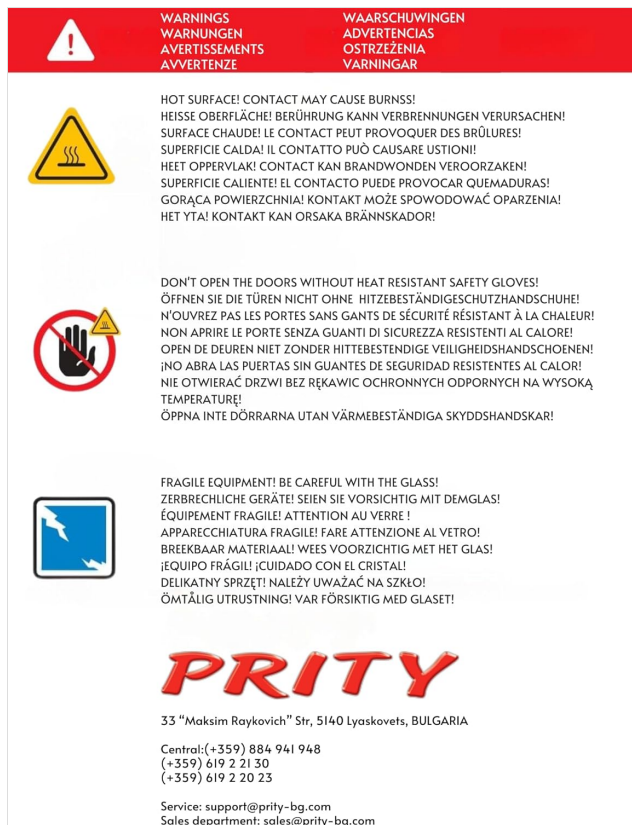 WARNINGS
WARNUNGEN
AVERTISSEMENTS
AVVERTENZE
WAARSCHUWINGEN
ADVERTENCIAS
OSTRZEŻENIA
VARNINGAR
HOT SURFACE! CONTACT MAY CAUSE BURNSS!
HEISSE OBERFLÄCHE! BERÜHRUNG KANN VERBRENNUNGEN VERURSACHEN!
SURFACE CHAUDE! LE CONTACT PEUT PROVOQUER DES BRÛLURES!
SUPERFICIE CALDA! IL CONTATTO PUÒ CAUSARE USTIONI!
HEET OPPERVLAK! CONTACT KAN BRANDWONDEN VEROORZAKEN!
SUPERFICIE CALIENTE! EL CONTACTO PUEDE PROVOCAR QUEMADURAS!
GORĄCA POWIERZCHNIA! KONTAKT MOŻE SPOWODOWAĆ OPARZENIA!
HET YTA! KONTAKT KAN ORSAKA BRÄNNSKADOR!
DON'T OPEN THE DOORS WITHOUT HEAT RESISTANT SAFETY GLOVES!
ÖFFNEN SIE DIE TÜREN NICHT OHNE HITZEBESTÄNDIGESCHUTZHANDSCHUHE!
N'OUVREZ PAS LES PORTES SANS GANTS DE SÉCURITÉ RÉSISTANT À LA CHALEUR!
NON APRIRE LE PORTE SENZA GUANTI DI SICUREZZA RESISTENTI AL CALORE!
OPEN DE DEUREN NIET ZONDER HITTEBESTENDIGE VEILIGHEIDSHANDSCHOENEN!
¡NO ABRA LAS PUERTAS SIN GUANTES DE SEGURIDAD RESISTENTES AL CALOR!
NIE OTWIERAĆ DRZWI BEZ RĘKAWIC OCHRONNYCH ODPORNYCH NA WYSOKĄ
TEMPERATURĘ!
ÖPPNA INTE DÖRRARNA UTAN VÄRMEBESTÄNDIGA SKYDDSHANDSKAR!
FRAGILE EQUIPMENT! BE CAREFUL WITH THE GLASS!
ZERBRECHLICHE GERÄTE! SEIEN SIE VORSICHTIG MIT DEMGLAS!
ÉQUIPEMENT FRAGILE! ATTENTION AU VERRE !
APPARECCHIATURA FRAGILE! FARE ATTENZIONE AL VETRO!
BREEKBAAR MATERIAAL! WEES VOORZICHTIG MET HET GLAS!
¡EQUIPO FRÁGIL! ¡CUIDADO CON EL CRISTAL!
DELIKATNY SPRZĘT! NALEŻY UWAŻAĆ NA SZKŁO!
ÖMTÅLIG UTRUSTNING! VAR FÖRSIKTIG MED GLASET!
PRITY
33 “Maksim Raykovich” Str, 5140 Lyaskovets, BULGARIA
Central:(+359) 884 941 948
(+359) 619 2 21 30
(+359) 619 2 20 23
Service: support@prity-bg.com
Sales department: sales@prity-bg.com